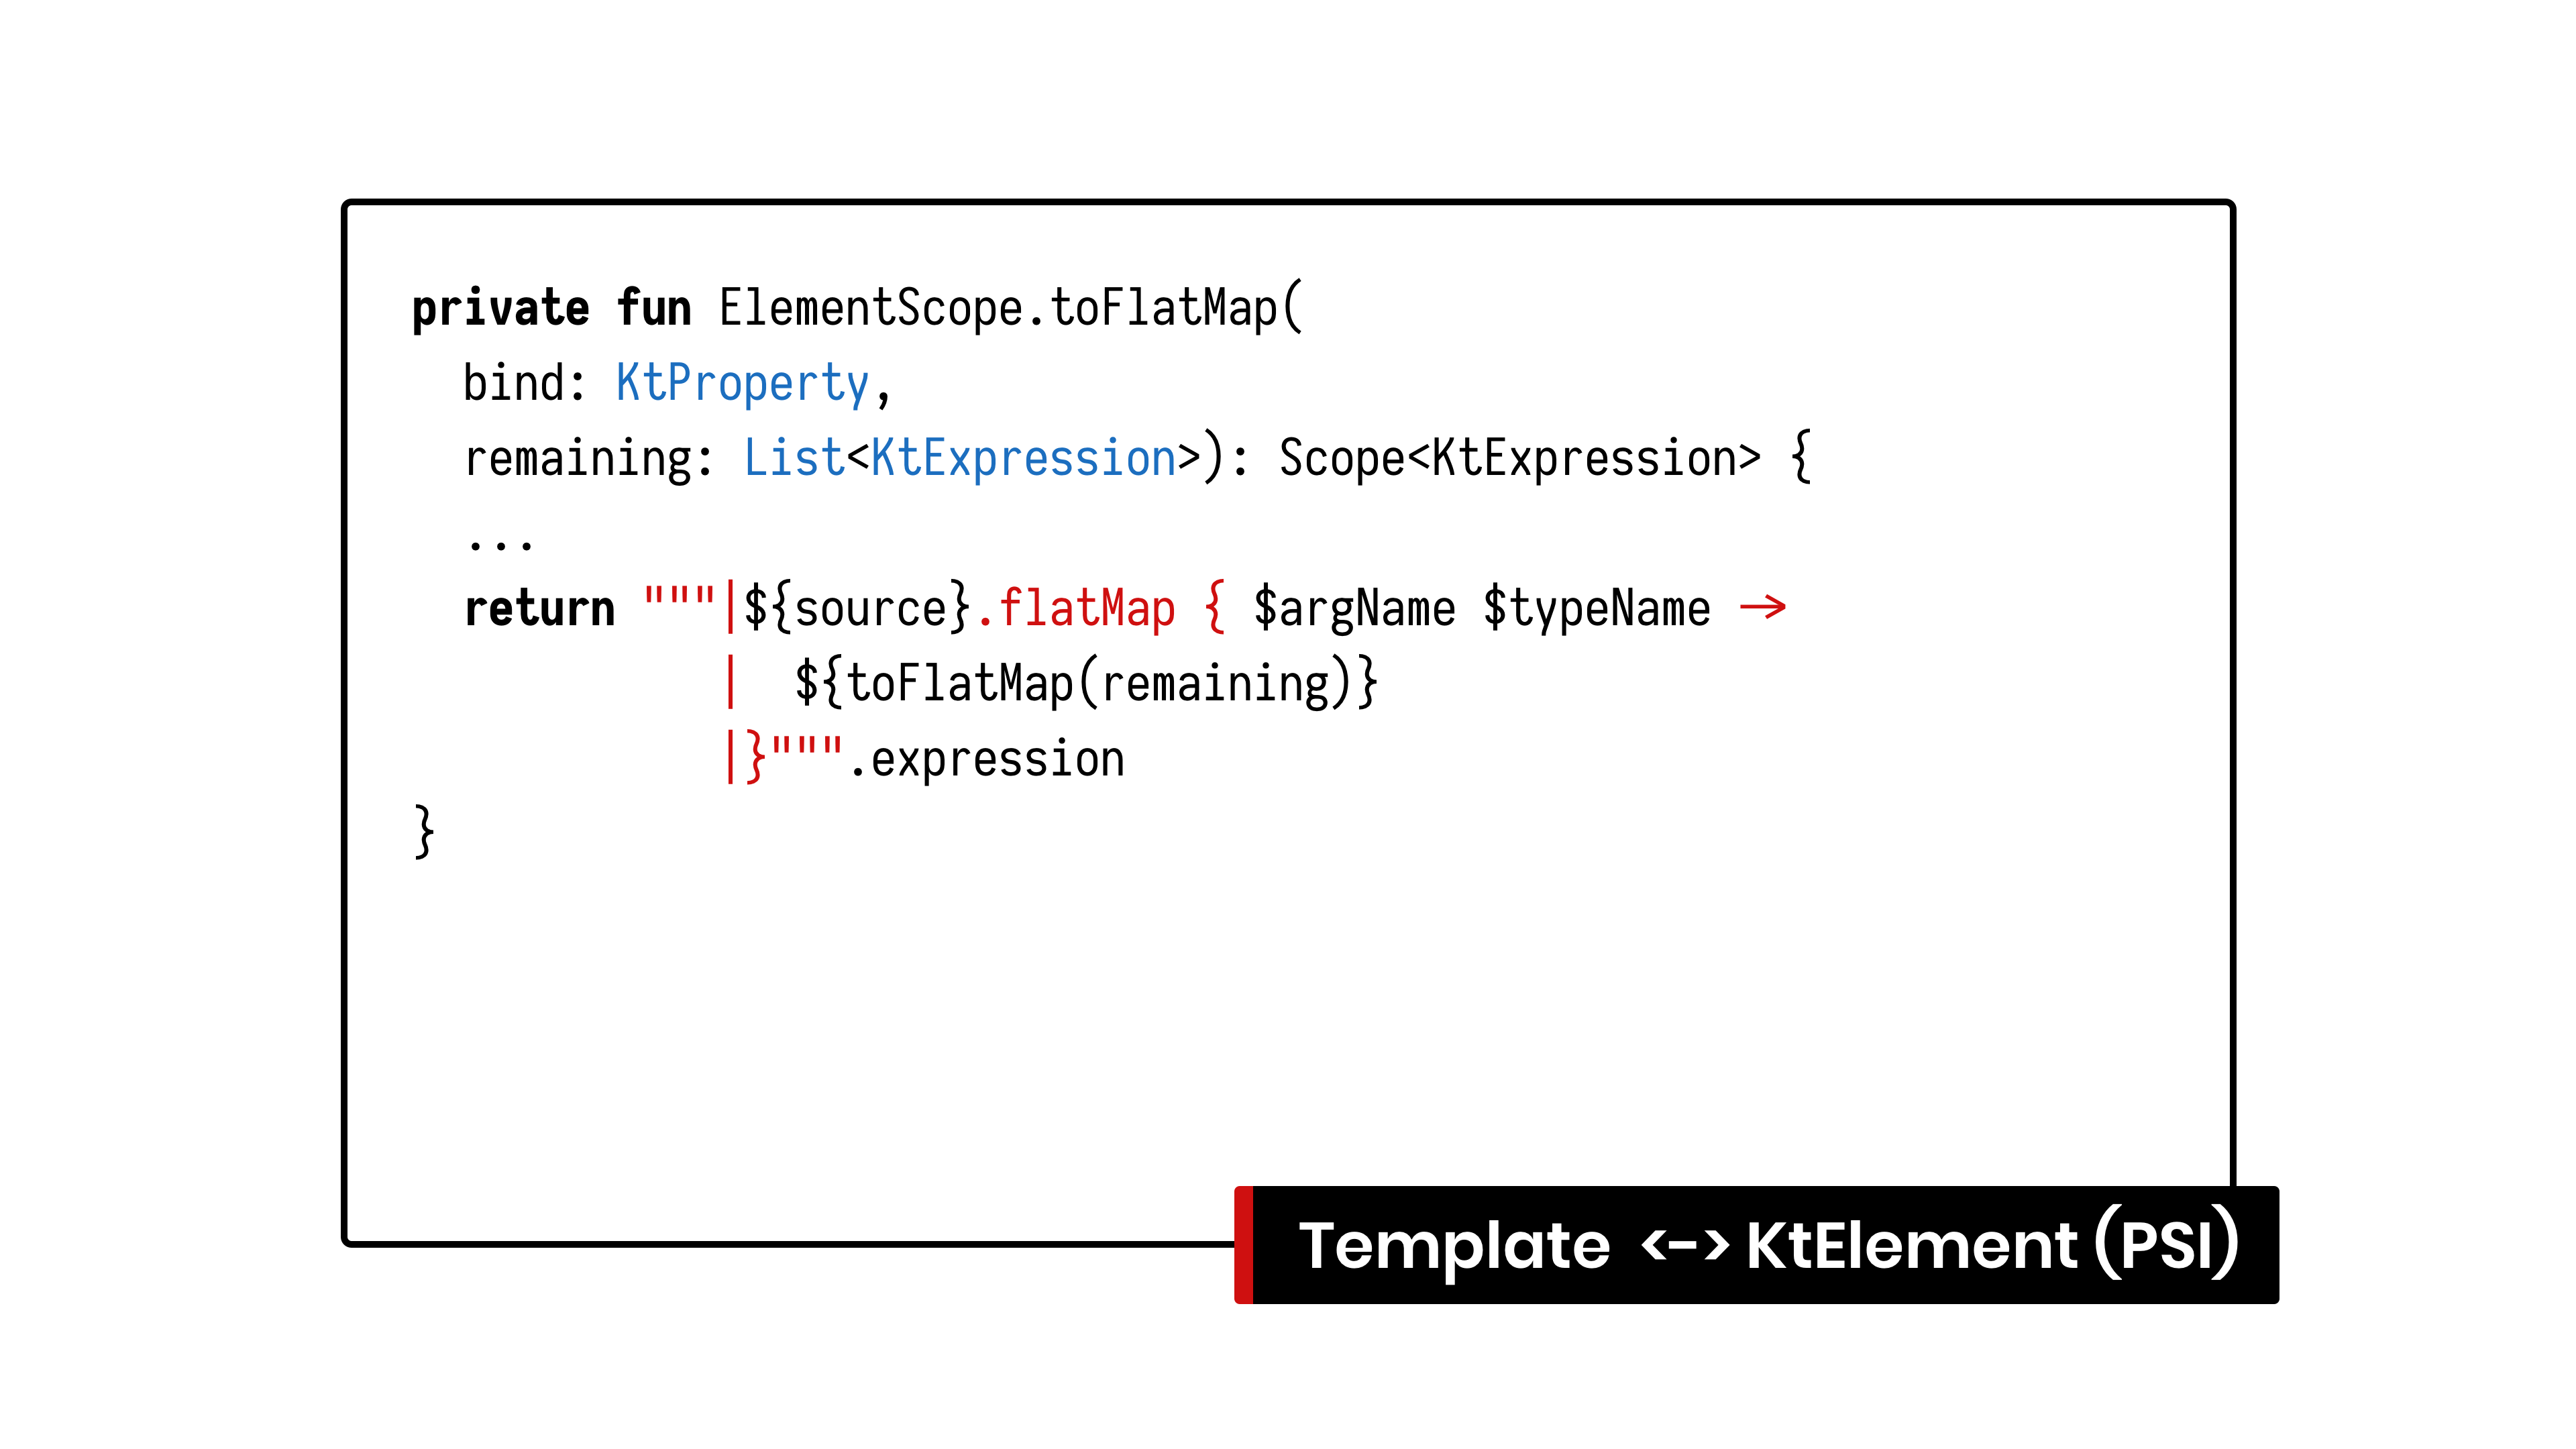 private fun ElementScope.toFlatMap(
  bind: KtProperty,
  remaining: List<KtExpression>): Scope<KtExpression> {
  ...
  return """|${source}.flatMap { $argName $typeName ->
            |  ${toFlatMap(remaining)}
            |}""".expression
}
Template <-> KtElement (PSI)